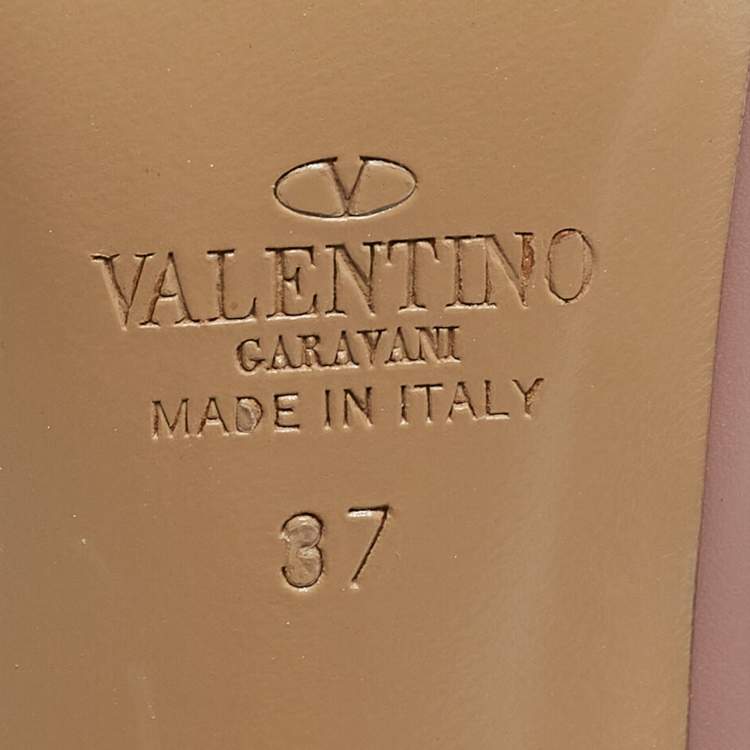 V
VALENTINO
GARAVANI
MADE IN ITALY
37